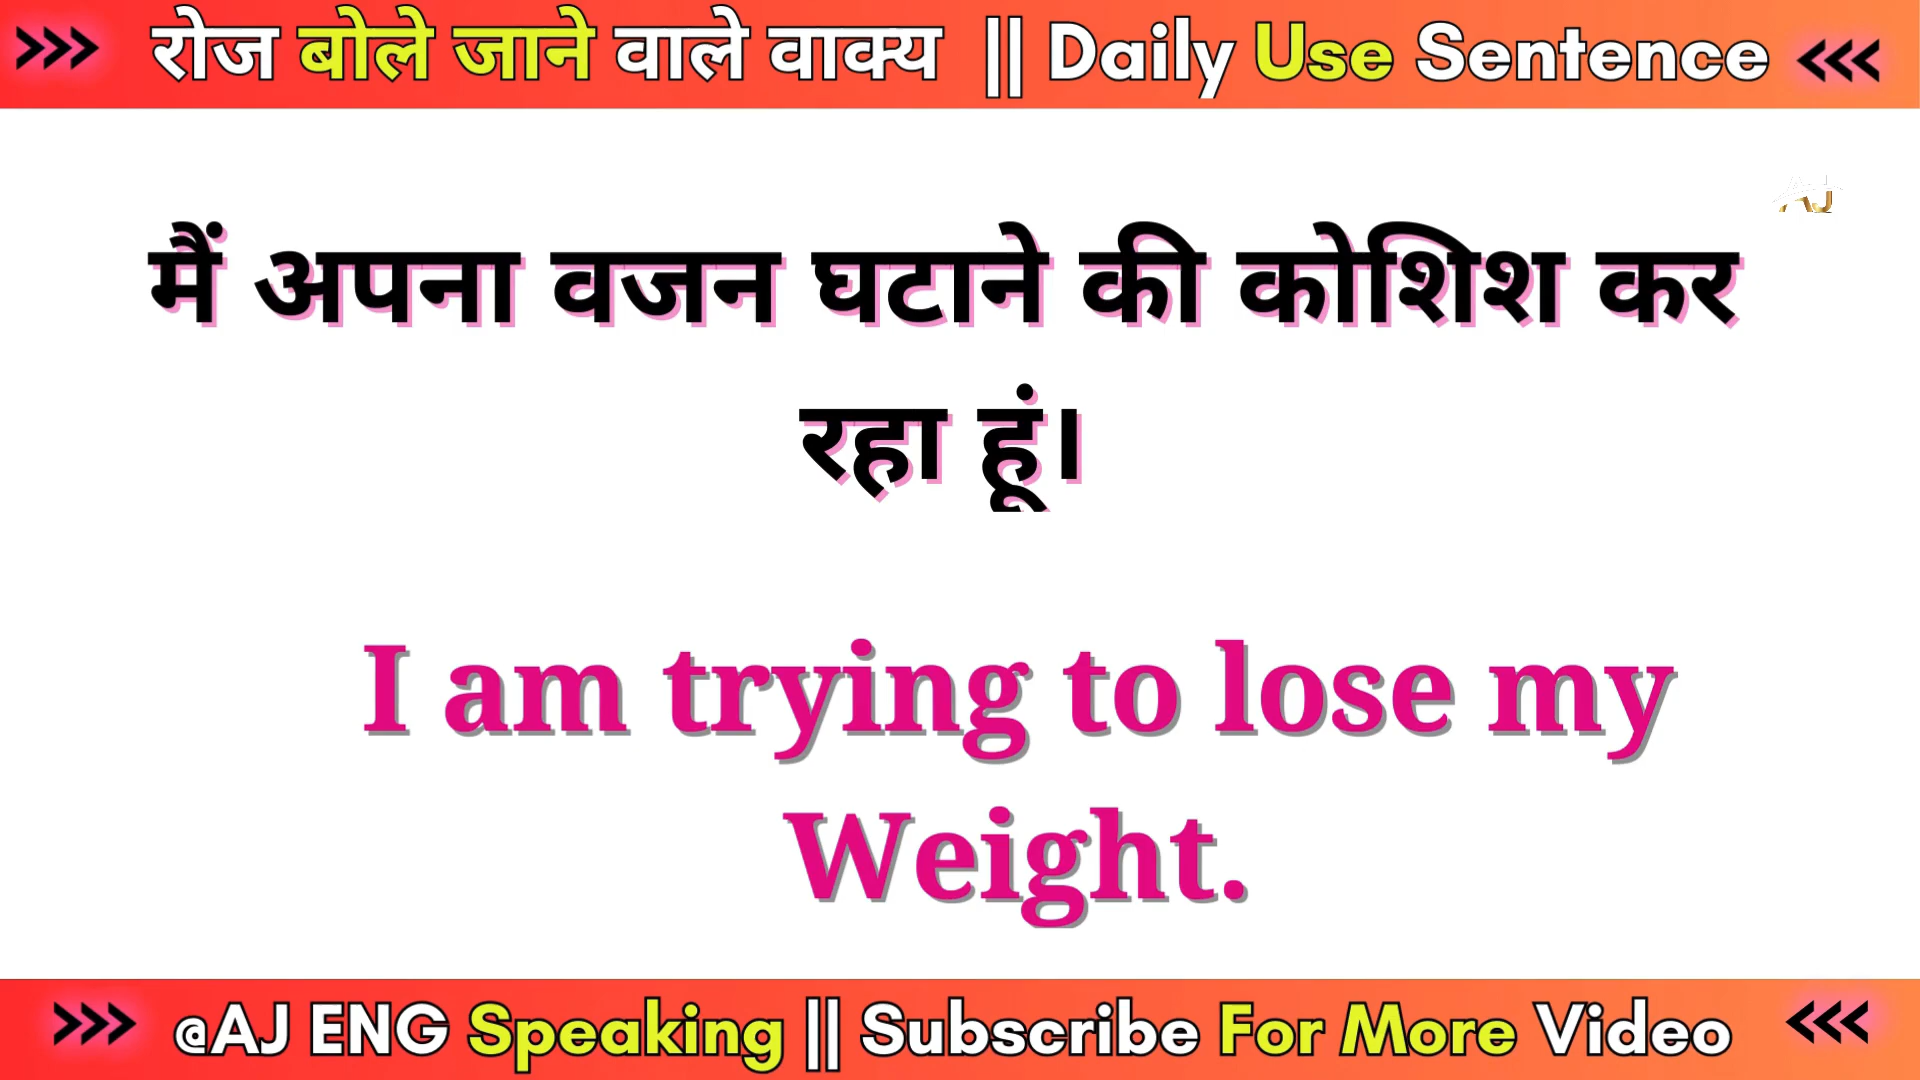 >>> रोज बोले जाने वाले वाक्य || Daily Use Sentence <<<
AJ
मैं अपना वजन घटाने की कोशिश कर
रहा हूं।
I am trying to lose my
Weight.
>>> @AJ ENG Speaking || Subscribe For More Video <<<